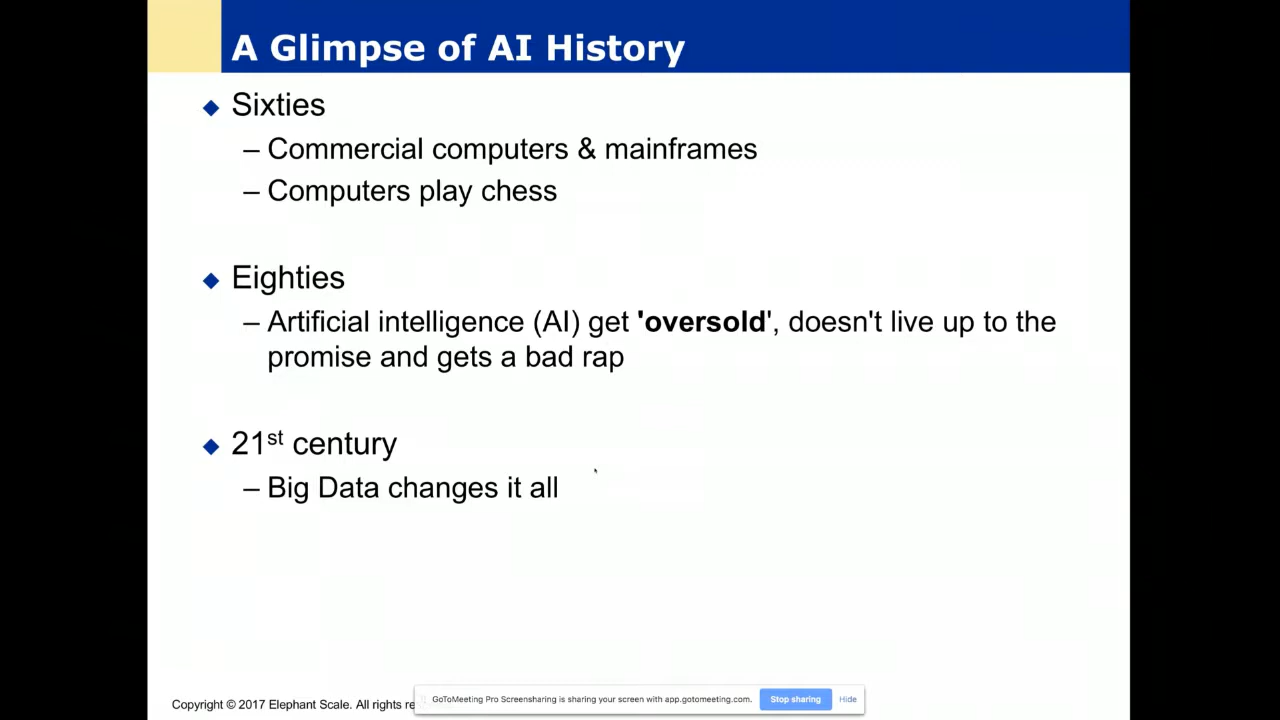 A Glimpse of AI History
Sixties
– Commercial computers & mainframes
– Computers play chess
Eighties
– Artificial intelligence (AI) get 'oversold', doesn't live up to the
promise and gets a bad rap
21st century
– Big Data changes it all
Copyright © 2017 Elephant Scale. All rights
GoToMeeting Pro Screensharing is sharing your screen with app.gotomeeting.com. Stop sharing Hide